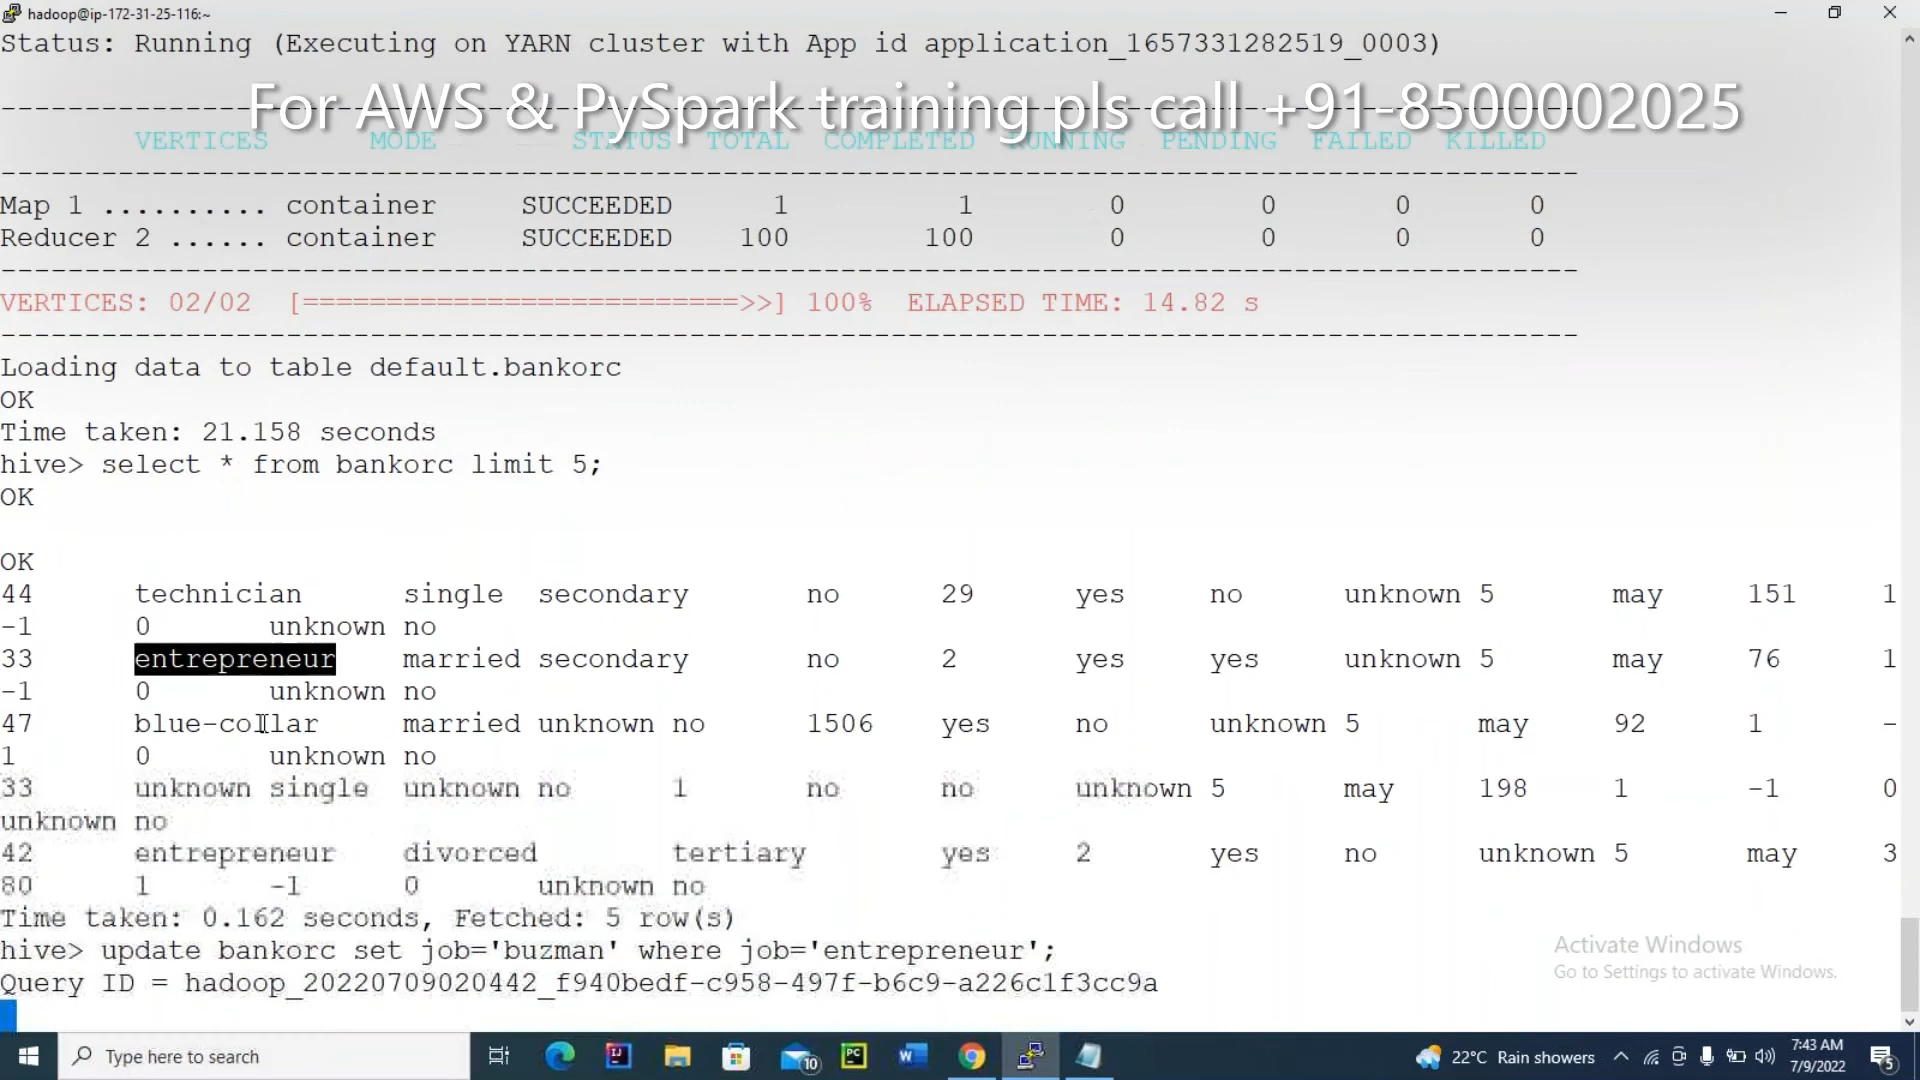 hadoop@ip-172-31-25-116:~
Status: Running (Executing on YARN cluster with App id application_1657331282519_0003)
For AWS & PySpark training pls call +91-8500002025
----------------------------------------------------------------------------------------------
VERTICES MODE STATUS TOTAL COMPLETED RUNNING PENDING FAILED KILLED
----------------------------------------------------------------------------------------------
Map 1 .......... container SUCCEEDED 1 1 0 0 0 0
Reducer 2 ...... container SUCCEEDED 100 100 0 0 0 0
----------------------------------------------------------------------------------------------
VERTICES: 02/02 [==========================>>] 100% ELAPSED TIME: 14.82 s
----------------------------------------------------------------------------------------------
Loading data to table default.bankorc
OK
Time taken: 21.158 seconds
hive> select * from bankorc limit 5;
OK
OK
44 technician single secondary no 29 yes no unknown 5 may 151 1
-1 0 unknown no
33 entrepreneur married secondary no 2 yes yes unknown 5 may 76 1
-1 0 unknown no
47 blue-collar married unknown no 1506 yes no unknown 5 may 92 1 -
1 0 unknown no
33 unknown single unknown no 1 no no unknown 5 may 198 1 -1 0
unknown no
42 entrepreneur divorced tertiary yes 2 yes no unknown 5 may 3
80 1 -1 0 unknown no
Time taken: 0.162 seconds, Fetched: 5 row(s)
hive> update bankorc set job='buzman' where job='entrepreneur';
Query ID = hadoop_20220709020442_f940bedf-c958-497f-b6c9-a226c1f3cc9a
Activate Windows
Go to Settings to activate Windows.
Type here to search
10
22°C Rain showers
7:43 AM
7/9/2022
5